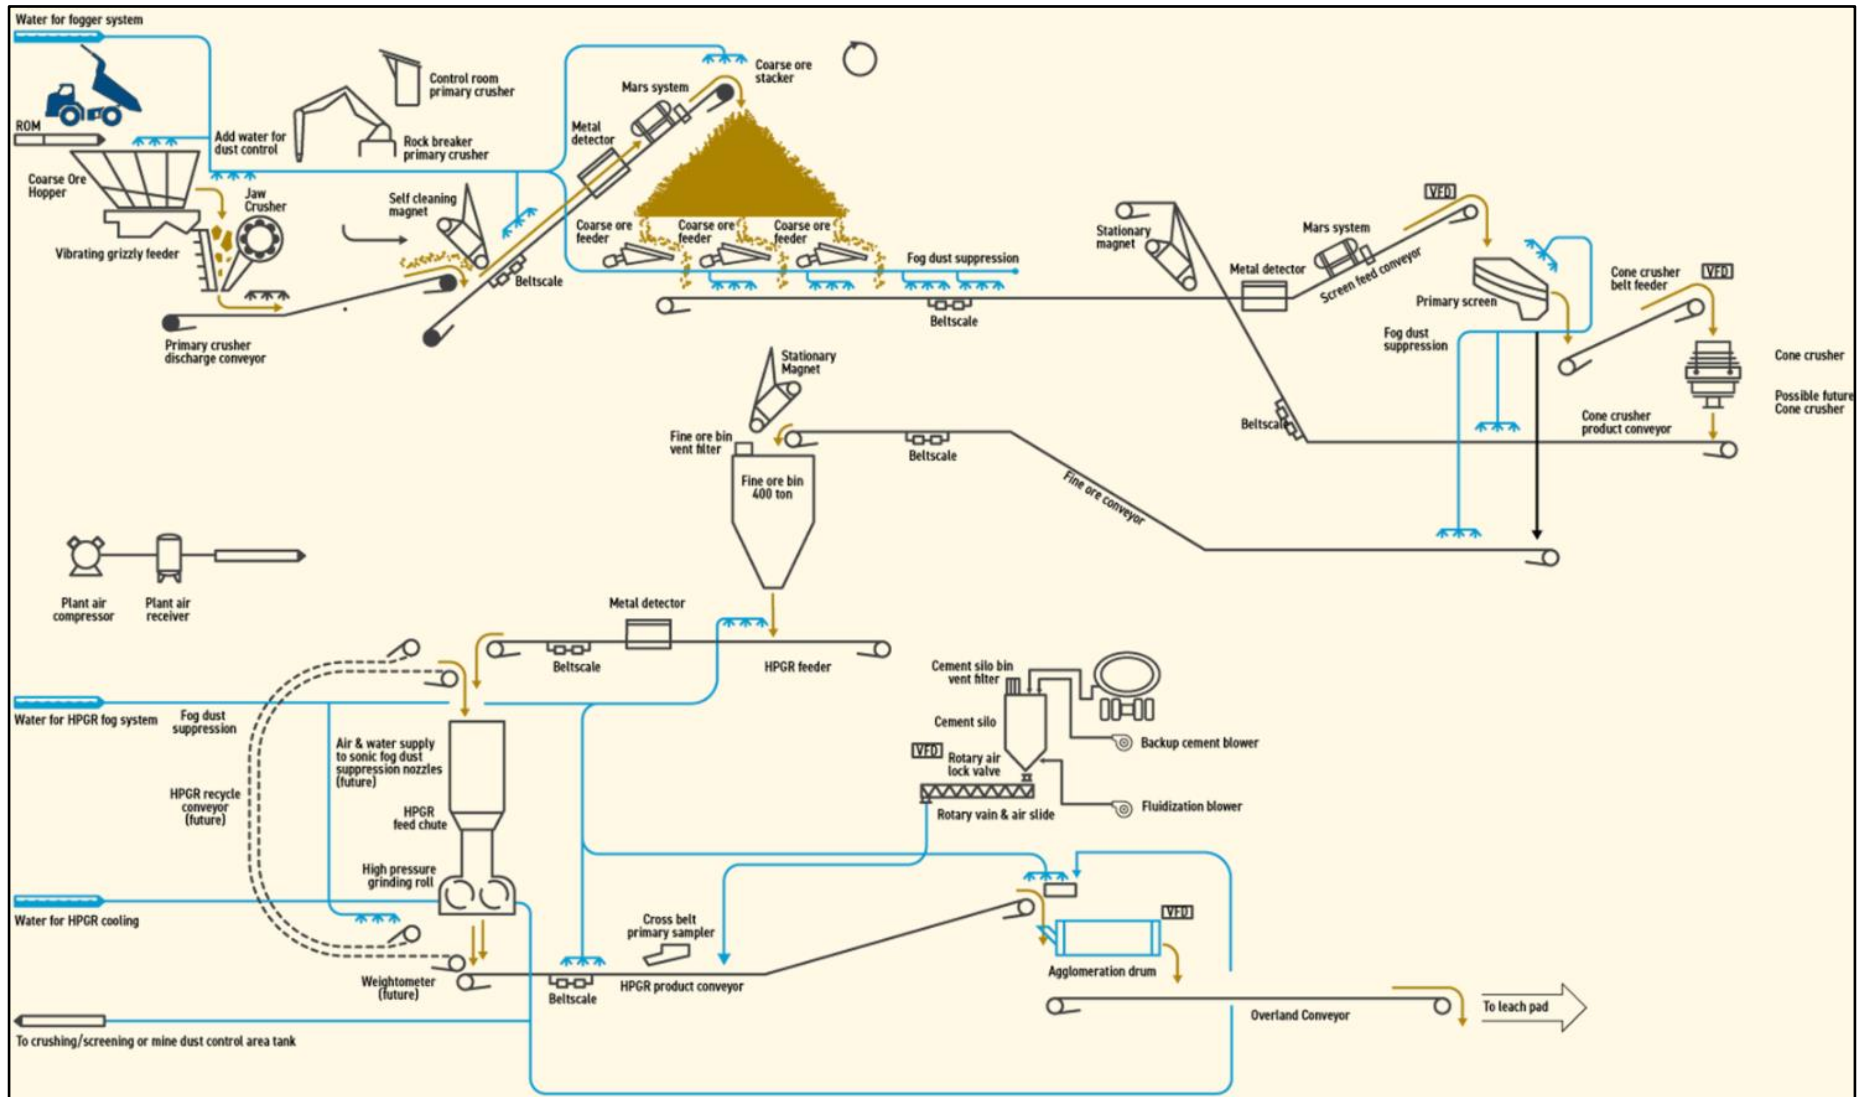 Water for fogger system
Control room
primary crusher
Coarse ore
stacker
Mars system
ROM
Add water for
dust control
Rock breaker
primary crusher
Metal
detector
Coarse Ore
Hopper
Jaw
Crusher
Self cleaning
magnet
Vibrating grizzly feeder
Beltscale
Primary crusher
discharge conveyor
Coarse ore
feeder
Coarse ore
feeder
Coarse ore
feeder
Fog dust suppression
Beltscale
Stationary
magnet
Metal detector
Mars system
Screen feed conveyor
VFD
Primary screen
Fog dust
suppression
Cone crusher
belt feeder
VFD
Cone crusher
Possible future
Cone crusher
Cone crusher
product conveyor
Beltscale
Stationary
Magnet
Fine ore bin
vent filter
Beltscale
Fine ore bin
400 ton
Fine ore conveyor
Plant air
compressor
Plant air
receiver
Metal detector
Beltscale
HPGR feeder
Water for HPGR fog system
Fog dust
suppression
Air & water supply
to sonic fog dust
suppression nozzles
(future)
HPGR recycle
conveyor
(future)
HPGR
feed chute
High pressure
grinding roll
Water for HPGR cooling
Weightometer
(future)
Beltscale
Cross belt
primary sampler
HPGR product conveyor
To crushing/screening or mine dust control area tank
Cement silo bin
vent filter
Cement silo
VFD
Rotary air
lock valve
Rotary vain & air slide
Backup cement blower
Fluidization blower
VFD
Agglomeration drum
Overland Conveyor
To leach pad